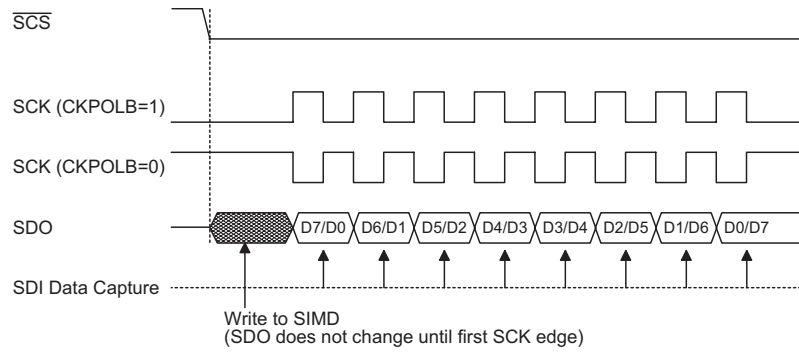 SCS
SCK (CKPOLB=1)
SCK (CKPOLB=0)
SDO
D7/D0 D6/D1 D5/D2 D4/D3 D3/D4 D2/D5 D1/D6 D0/D7
SDI Data Capture
Write to SIMD
(SDO does not change until first SCK edge)